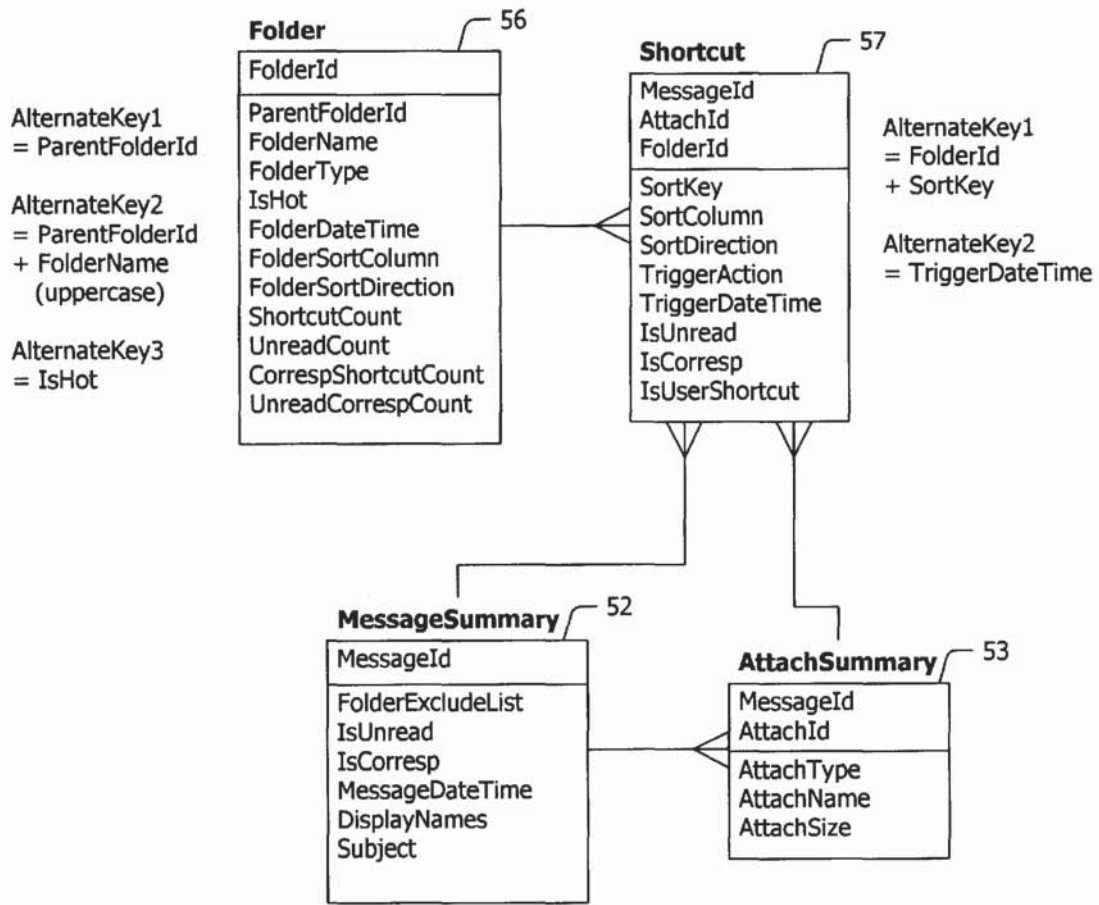 Folder
56
FolderId
ParentFolderId
FolderName
FolderType
IsHot
FolderDateTime
FolderSortColumn
FolderSortDirection
ShortcutCount
UnreadCount
CorrespShortcutCount
UnreadCorrespCount
AlternateKey1
= ParentFolderId
AlternateKey2
= ParentFolderId
+ FolderName
(uppercase)
AlternateKey3
= IsHot
Shortcut
57
MessageId
AttachId
FolderId
SortKey
SortColumn
SortDirection
TriggerAction
TriggerDateTime
IsUnread
IsCorresp
IsUserShortcut
AlternateKey1
= FolderId
+ SortKey
AlternateKey2
= TriggerDateTime
MessageSummary
52
MessageId
FolderExcludeList
IsUnread
IsCorresp
MessageDateTime
DisplayNames
Subject
AttachSummary
53
MessageId
AttachId
AttachType
AttachName
AttachSize